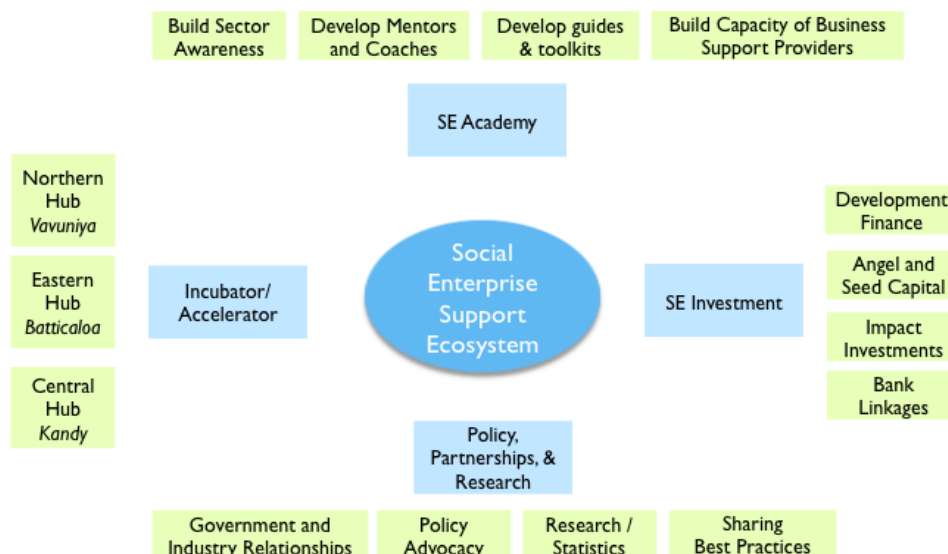 Build Sector
Awareness
Develop Mentors
and Coaches
Develop guides
& toolkits
Build Capacity of Business
Support Providers
SE Academy
Northern
Hub
Vavuniya
Eastern
Hub
Batticaloa
Central
Hub
Kandy
Incubator/
Accelerator
Social
Enterprise
Support
Ecosystem
SE Investment
Development
Finance
Angel and
Seed Capital
Impact
Investments
Bank
Linkages
Policy,
Partnerships, &
Research
Government and
Industry Relationships
Policy
Advocacy
Research /
Statistics
Sharing
Best Practices